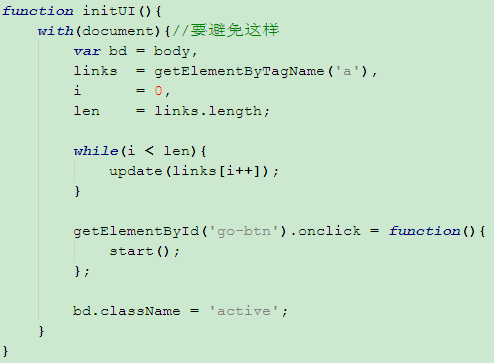 function initUI(){
    with(document){//要避免这样
        var bd = body,
        links  = getElementByTagName('a'),
        i      = 0,
        len    = links.length;

        while(i < len){
            update(links[i++]);
        }

        getElementById('go-btn').onclick = function(){
            start();
        };

        bd.className = 'active';
    }
}